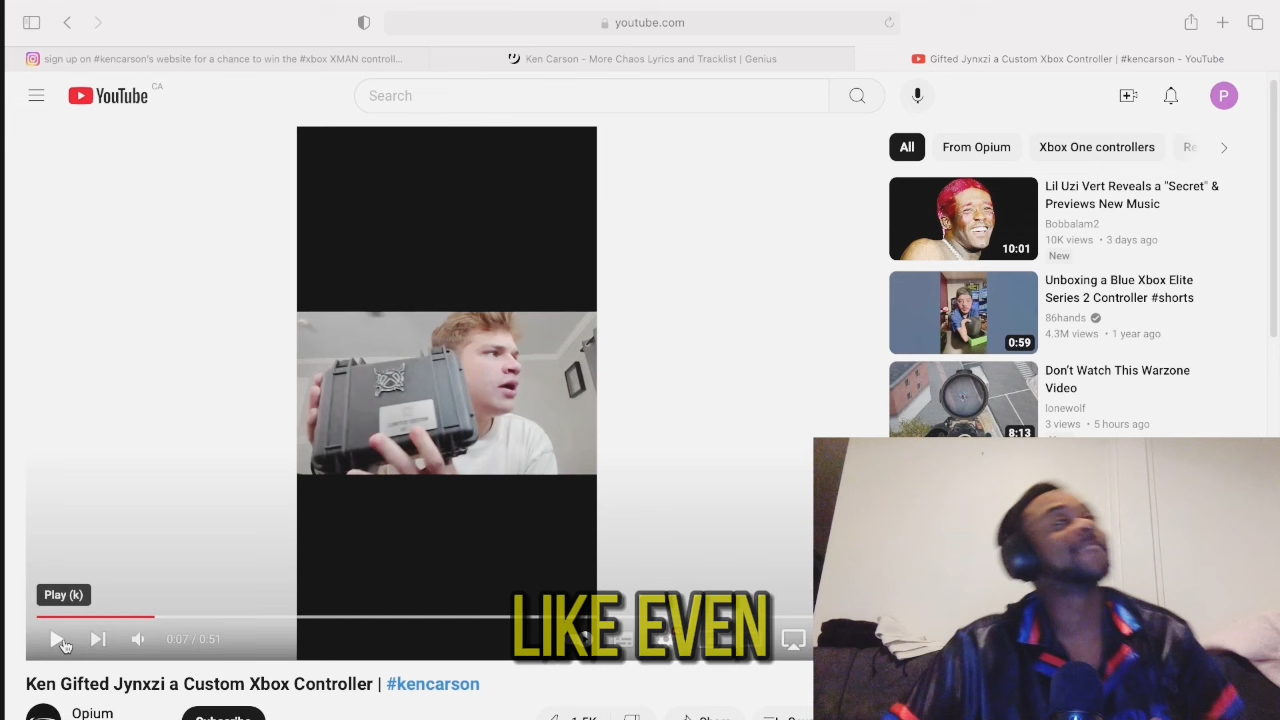 youtube.com
sign up on #kencarson's website for a chance to win the #xbox XMAN controll...
Ken Carson - More Chaos Lyrics and Tracklist | Genius
Gifted Jynxzi a Custom Xbox Controller | #kencarson - YouTube
YouTube CA
Search
P
All
From Opium
Xbox One controllers
Re
Lil Uzi Vert Reveals a "Secret" &
Previews New Music
Bobbalam2
10K views • 3 days ago
New
10:01
Unboxing a Blue Xbox Elite
Series 2 Controller #shorts
86hands
4.3M views • 1 year ago
0:59
Don't Watch This Warzone
Video
lonewolf
3 views • 5 hours ago
8:13
Play (k)
0:07 / 0:51
LIKE EVEN
Ken Gifted Jynxzi a Custom Xbox Controller | #kencarson
Opium
Subscribe
1.5K
Share